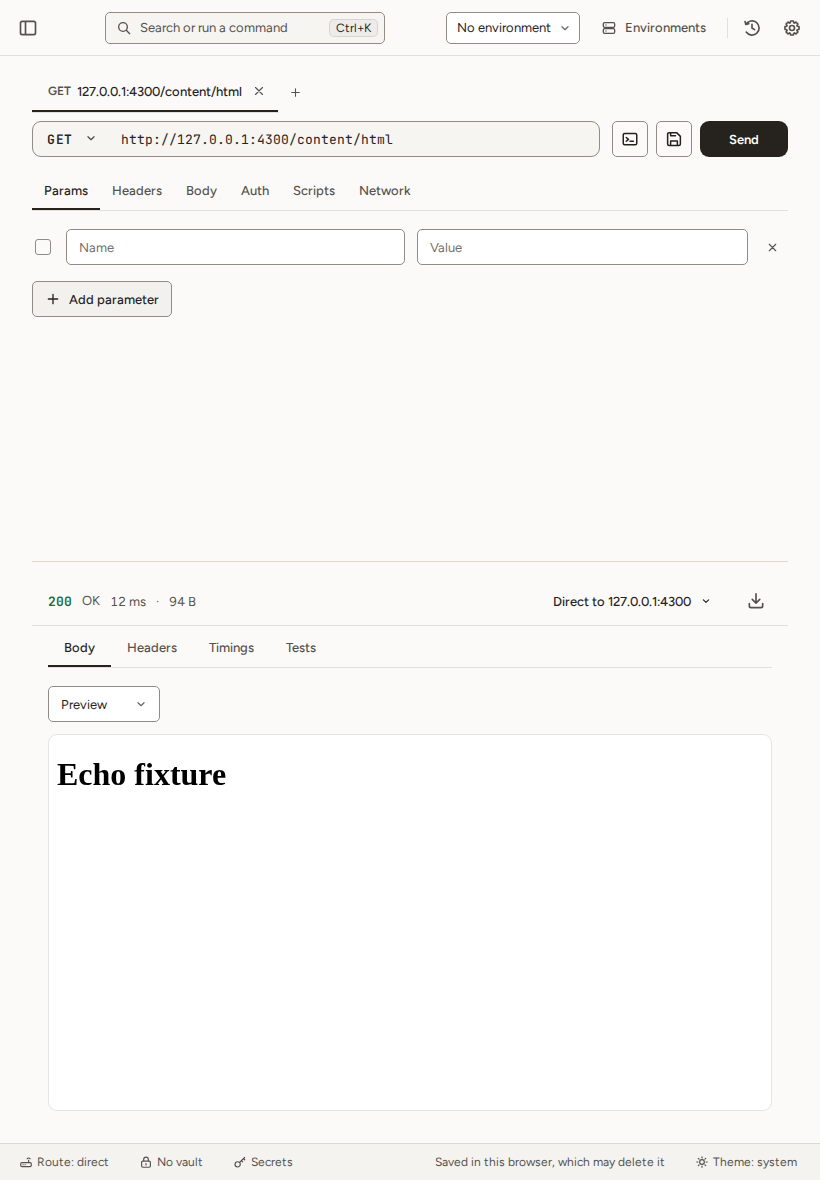 Search or run a command Ctrl+K No environment Environments
GET 127.0.0.1:4300/content/html
GET http://127.0.0.1:4300/content/html Send
Params Headers Body Auth Scripts Network
Name Value
Add parameter
200 OK 12 ms · 94 B Direct to 127.0.0.1:4300
Body Headers Timings Tests
Preview
Echo fixture
Route: direct No vault Secrets Saved in this browser, which may delete it Theme: system